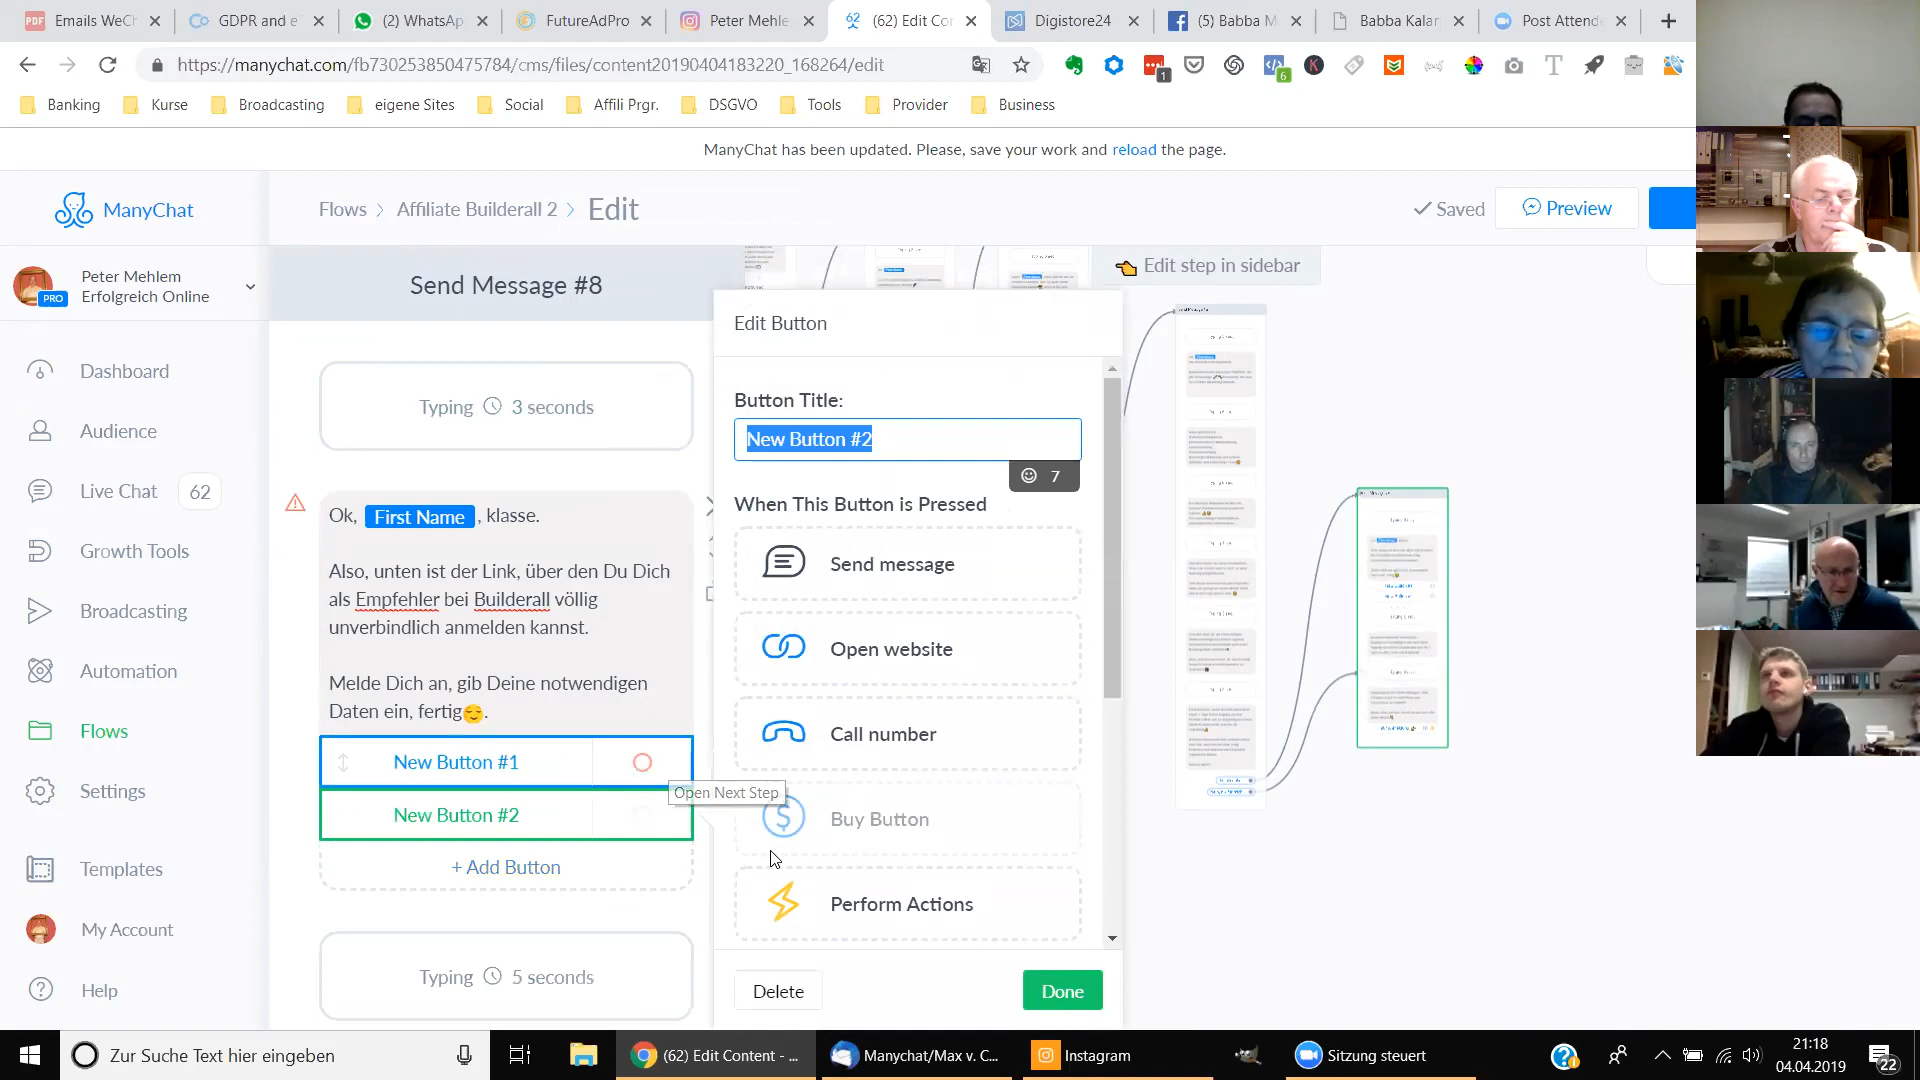 Emails WeCh
GDPR and e
(2) WhatsAp
FutureAdPro
Peter Mehle
(62) Edit Co
Digistore24
(5) Babba M
Babba Kalar
Post Attende
https://manychat.com/fb730253850475784/cms/files/content20190404183220_168264/edit
Banking
Kurse
Broadcasting
eigene Sites
Social
Affili Prgr.
DSGVO
Tools
Provider
Business
ManyChat has been updated. Please, save your work and reload the page.
ManyChat
Flows
Affiliate Builderall 2
Edit
Saved
Preview
Peter Mehlem
Erfolgreich Online
PRO
Send Message #8
Edit step in sidebar
Dashboard
Audience
Live Chat 62
Growth Tools
Broadcasting
Automation
Flows
Settings
Templates
My Account
Help
Typing 3 seconds
Ok, First Name , klasse.
Also, unten ist der Link, über den Du Dich
als Empfehler bei Builderall völlig
unverbindlich anmelden kannst.
Melde Dich an, gib Deine notwendigen
Daten ein, fertig😌.
New Button #1
Open Next Step
New Button #2
+ Add Button
Typing 5 seconds
Edit Button
Button Title:
New Button #2
7
When This Button is Pressed
Send message
Open website
Call number
Buy Button
Perform Actions
Delete
Done
Zur Suche Text hier eingeben
(62) Edit Content - ...
Manychat/Max v. C...
Instagram
Sitzung steuert
21:18
04.04.2019
22